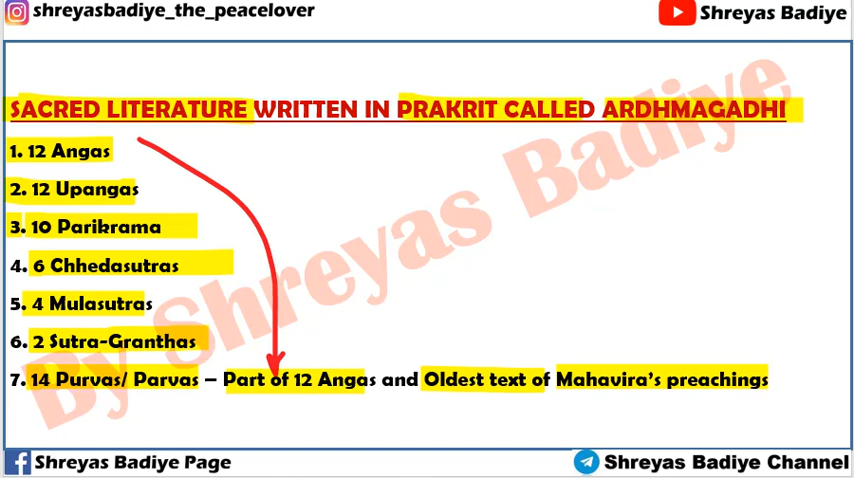 shreyasbadiye_the_peacelover
Shreyas Badiye
SACRED LITERATURE WRITTEN IN PRAKRIT CALLED ARDHMAGADHI
1. 12 Angas
2. 12 Upangas
3. 10 Parikrama
4. 6 Chhedasutras
5. 4 Mulasutras
6. 2 Sutra-Granthas
7. 14 Purvas/ Parvas – Part of 12 Angas and Oldest text of Mahavira's preachings
By Shreyas Badiye
Shreyas Badiye Page
Shreyas Badiye Channel